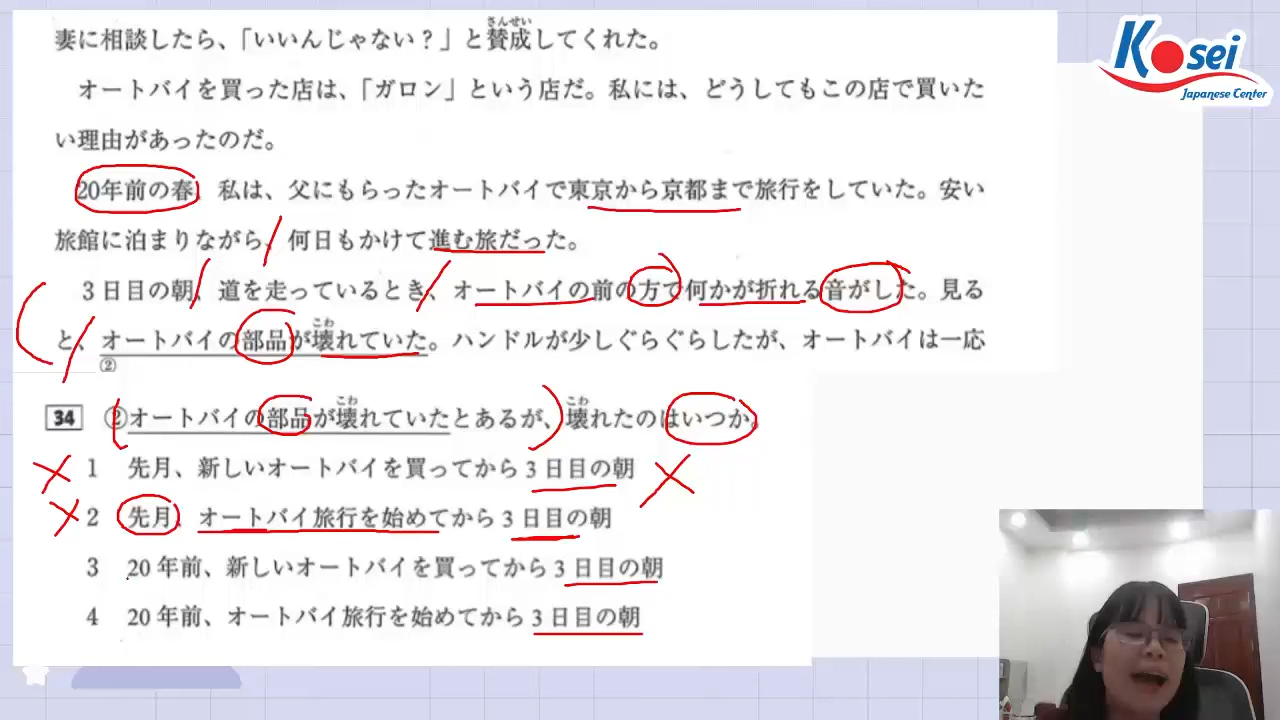 Kosei
Japanese Center
さんせい
妻に相談したら、「いいんじゃない?」と賛成してくれた。
オートバイを買った店は、「ガロン」という店だ。私には、どうしてもこの店で買いた
い理由があったのだ。
20年前の春、私は、父にもらったオートバイで東京から京都まで旅行をしていた。安い
旅館に泊まりながら、何日もかけて進む旅だった。
3日目の朝、道を走っているとき、オートバイの前の方で何かが折れる音がした。見る
こわ
と、オートバイの部品が壊れていた。ハンドルが少しぐらぐらしたが、オートバイは一応
②
こわ こわ
34 ②オートバイの部品が壊れていたとあるが、壊れたのはいつか。
1 先月、新しいオートバイを買ってから3日目の朝
2 先月、オートバイ旅行を始めてから3日目の朝
3 20年前、新しいオートバイを買ってから3日目の朝
4 20年前、オートバイ旅行を始めてから3日目の朝